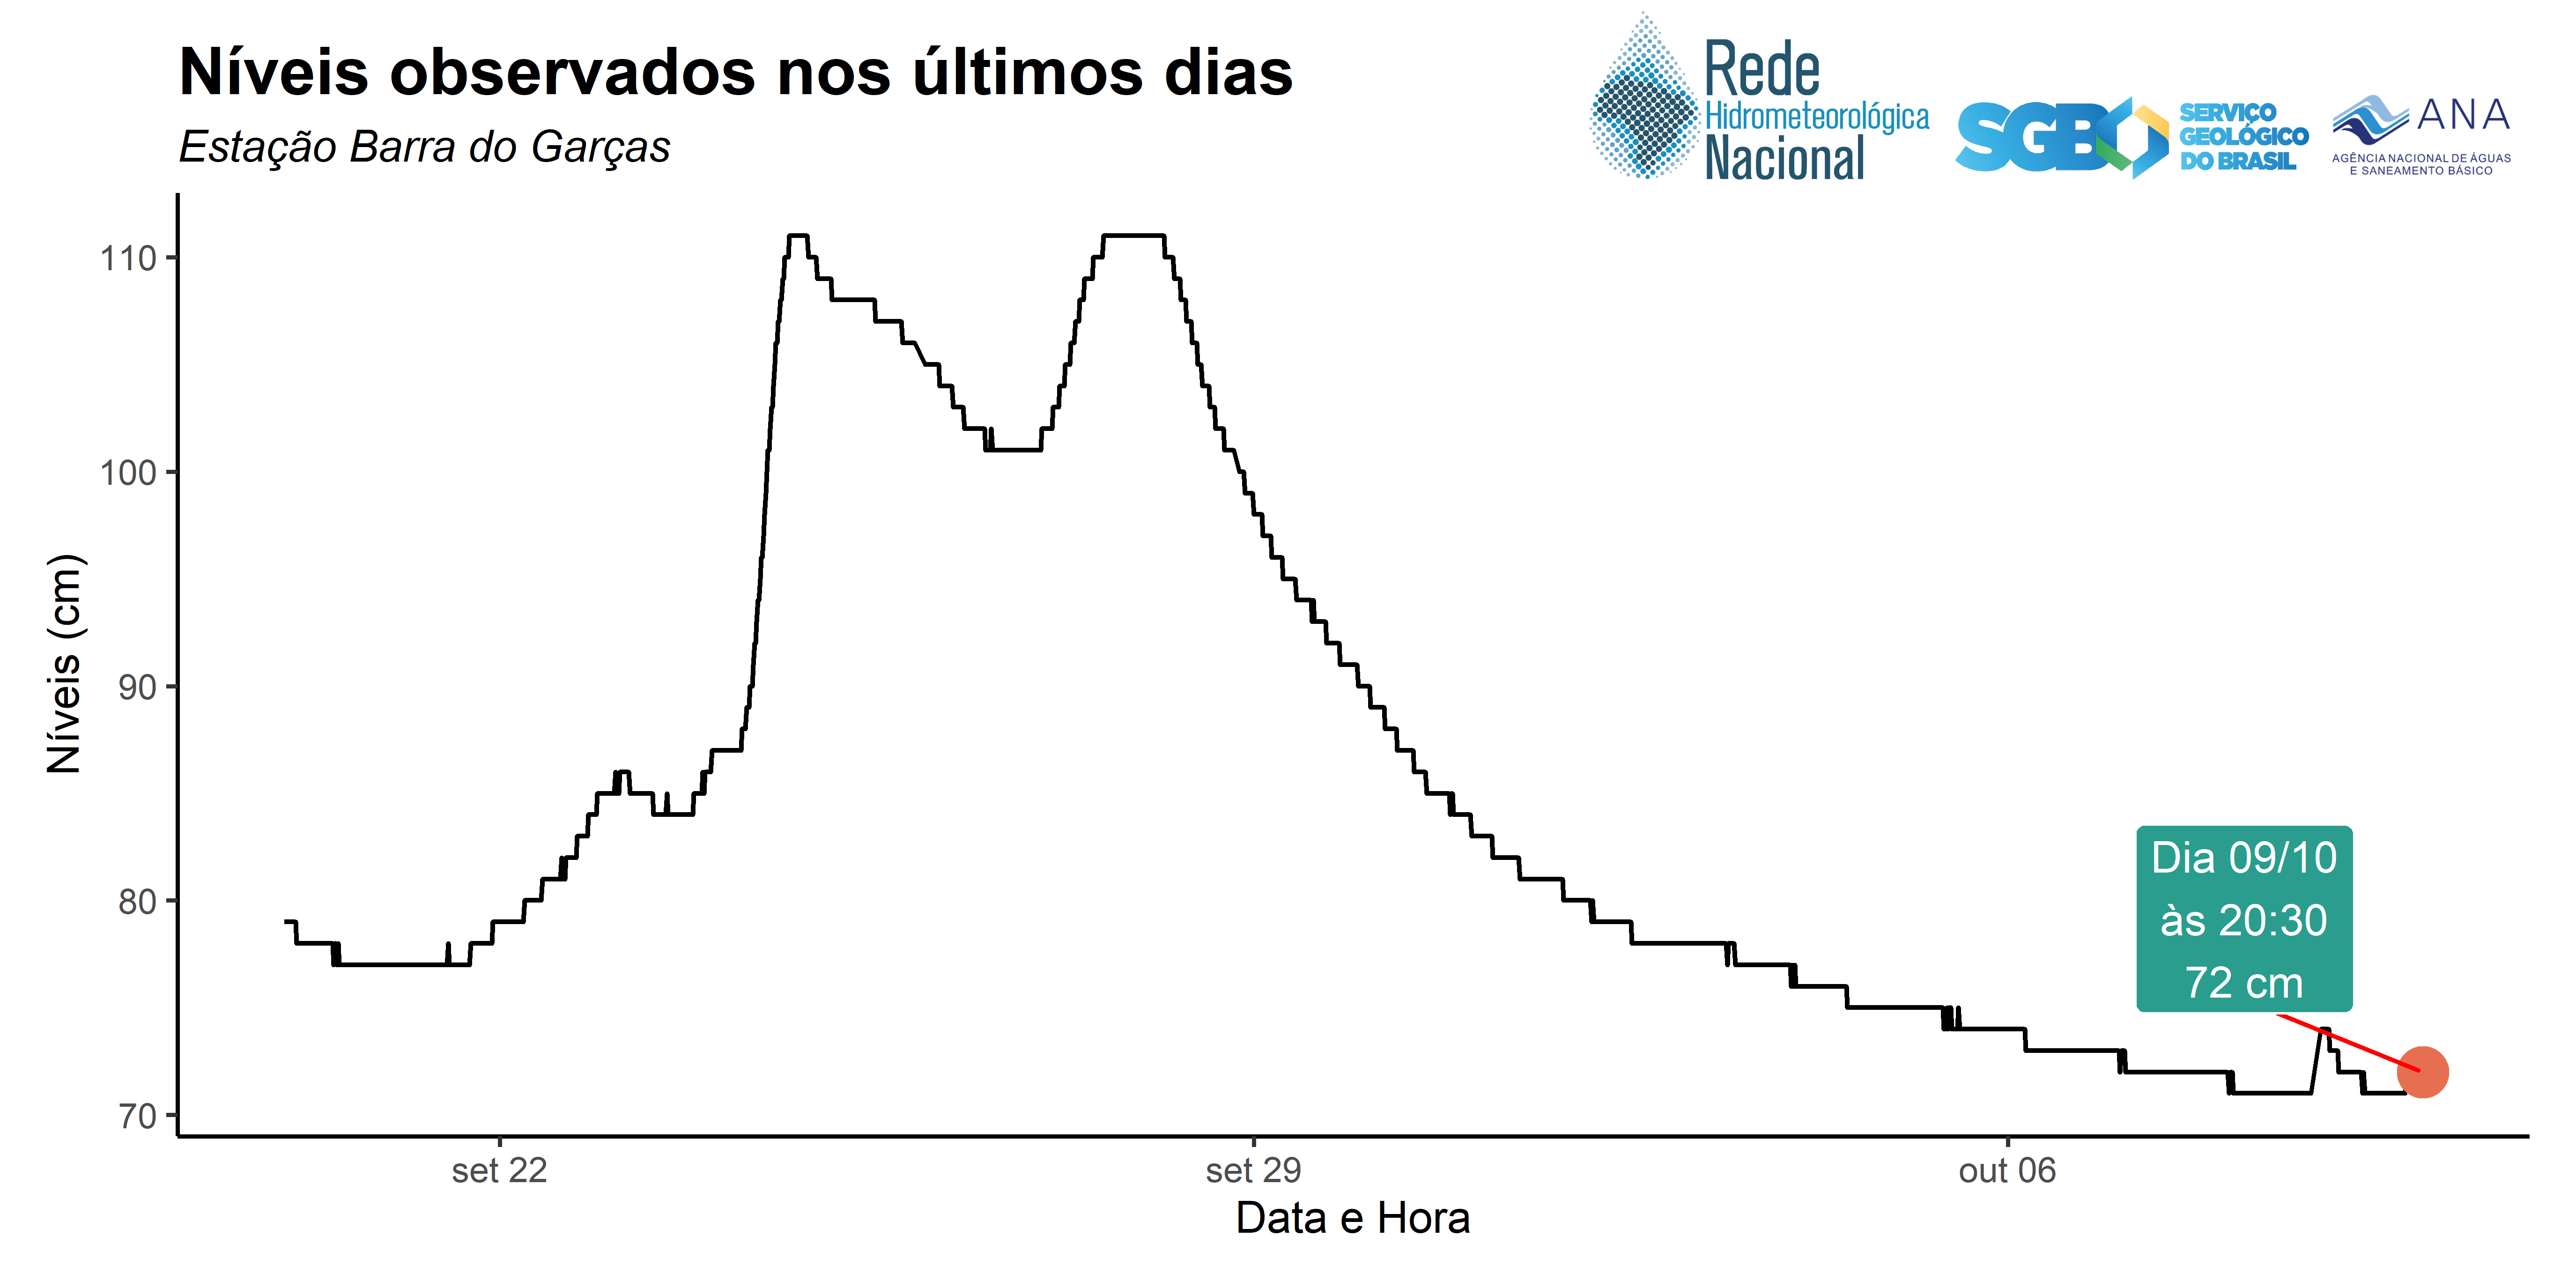 Níveis observados nos últimos dias
Estação Barra do Garças
Rede
Hidrometeorológica
Nacional
SGB
SERVIÇO
GEOLÓGICO
DO BRASIL
ANA
AGÊNCIA NACIONAL DE ÁGUAS
E SANEAMENTO BÁSICO
Níveis (cm)
110
100
90
80
70
Dia 09/10
às 20:30
72 cm
set 22
set 29
out 06
Data e Hora